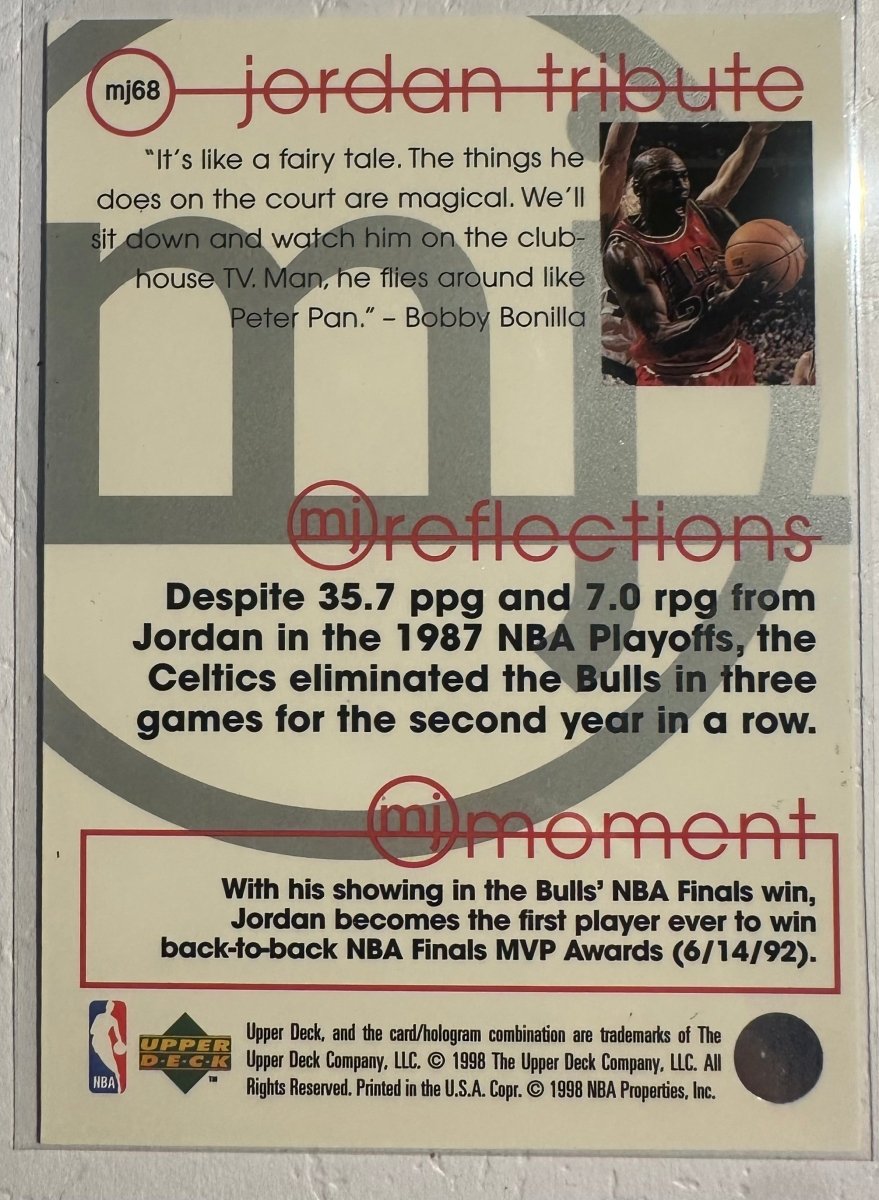 mj68
jordan tribute
"It's like a fairy tale. The things he
does on the court are magical. We'll
sit down and watch him on the club-
house TV. Man, he flies around like
Peter Pan." – Bobby Bonilla
BULLS
23
mj
mj reflections
Despite 35.7 ppg and 7.0 rpg from
Jordan in the 1987 NBA Playoffs, the
Celtics eliminated the Bulls in three
games for the second year in a row.
mj moment
With his showing in the Bulls' NBA Finals win,
Jordan becomes the first player ever to win
back-to-back NBA Finals MVP Awards (6/14/92).
NBA
UPPER
D·E·C·K
TM
Upper Deck, and the card/hologram combination are trademarks of The
Upper Deck Company, LLC. © 1998 The Upper Deck Company, LLC. All
Rights Reserved. Printed in the U.S.A. Copr. © 1998 NBA Properties, Inc.